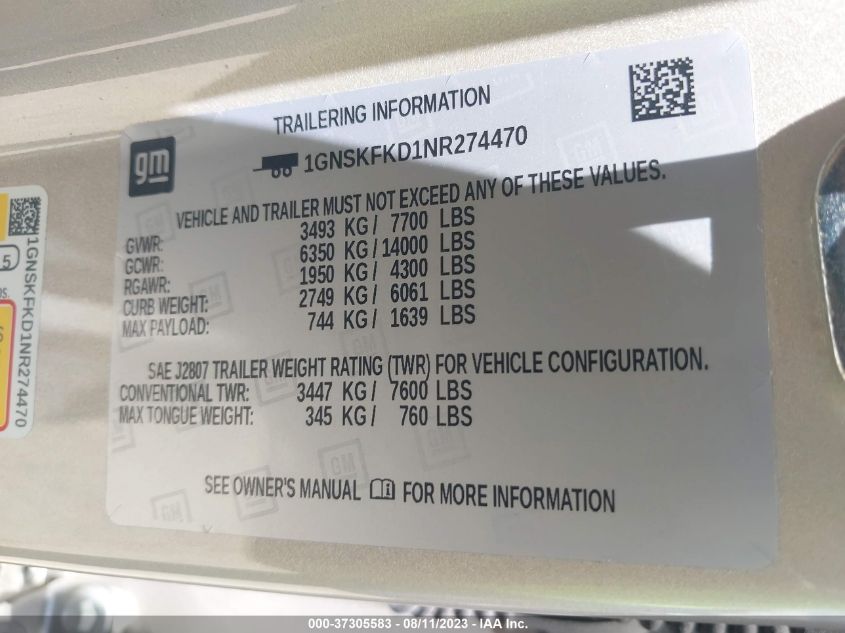 TRAILERING INFORMATION
gm
1GNSKFKD1NR274470
VEHICLE AND TRAILER MUST NOT EXCEED ANY OF THESE VALUES.
GVWR: 3493 KG / 7700 LBS
GCWR: 6350 KG / 14000 LBS
RGAWR: 1950 KG / 4300 LBS
CURB WEIGHT: 2749 KG / 6061 LBS
MAX PAYLOAD: 744 KG / 1639 LBS
SAE J2807 TRAILER WEIGHT RATING (TWR) FOR VEHICLE CONFIGURATION.
CONVENTIONAL TWR: 3447 KG / 7600 LBS
MAX TONGUE WEIGHT: 345 KG / 760 LBS
SEE OWNER'S MANUAL FOR MORE INFORMATION
1GNSKFKD1NR274470
000-37305583 - 08/11/2023 - IAA Inc.